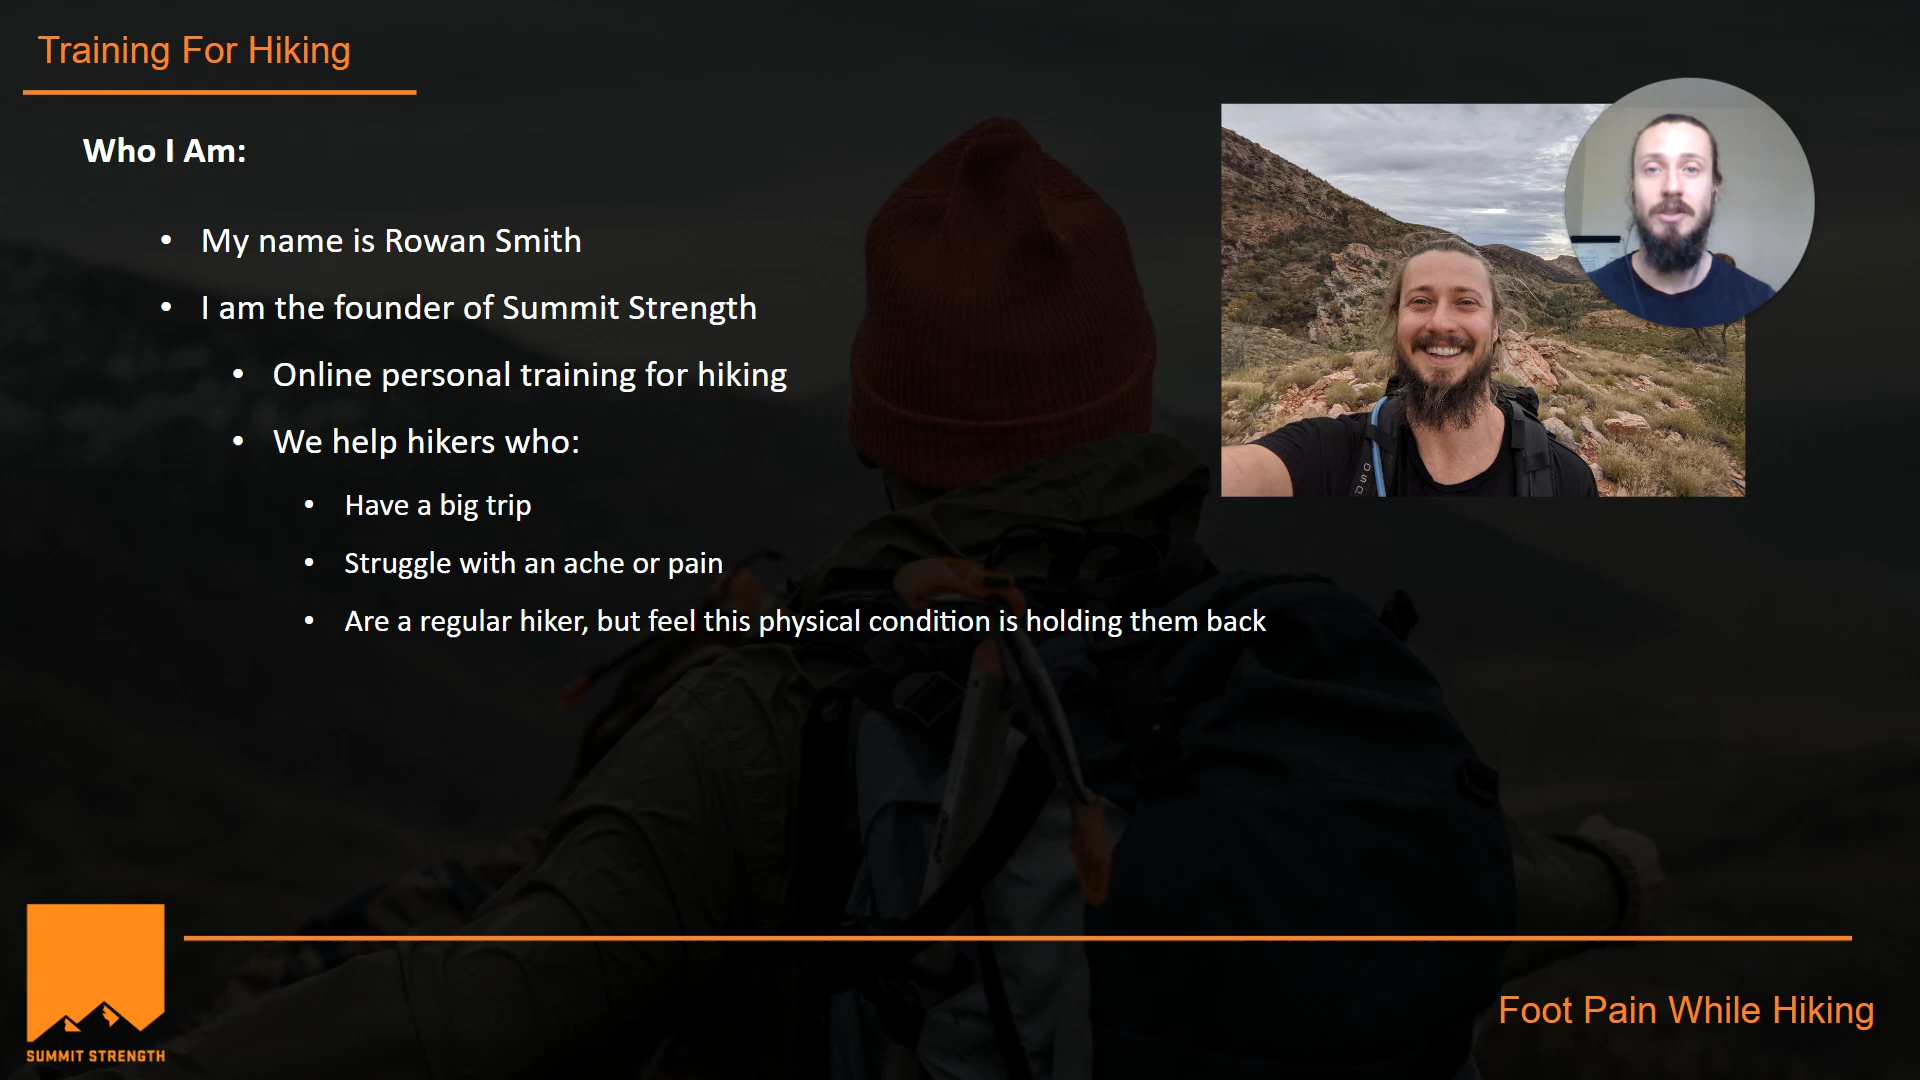 Training For Hiking
Who I Am:
• My name is Rowan Smith
• I am the founder of Summit Strength
• Online personal training for hiking
• We help hikers who:
• Have a big trip
• Struggle with an ache or pain
• Are a regular hiker, but feel this physical condition is holding them back
SUMMIT STRENGTH
Foot Pain While Hiking